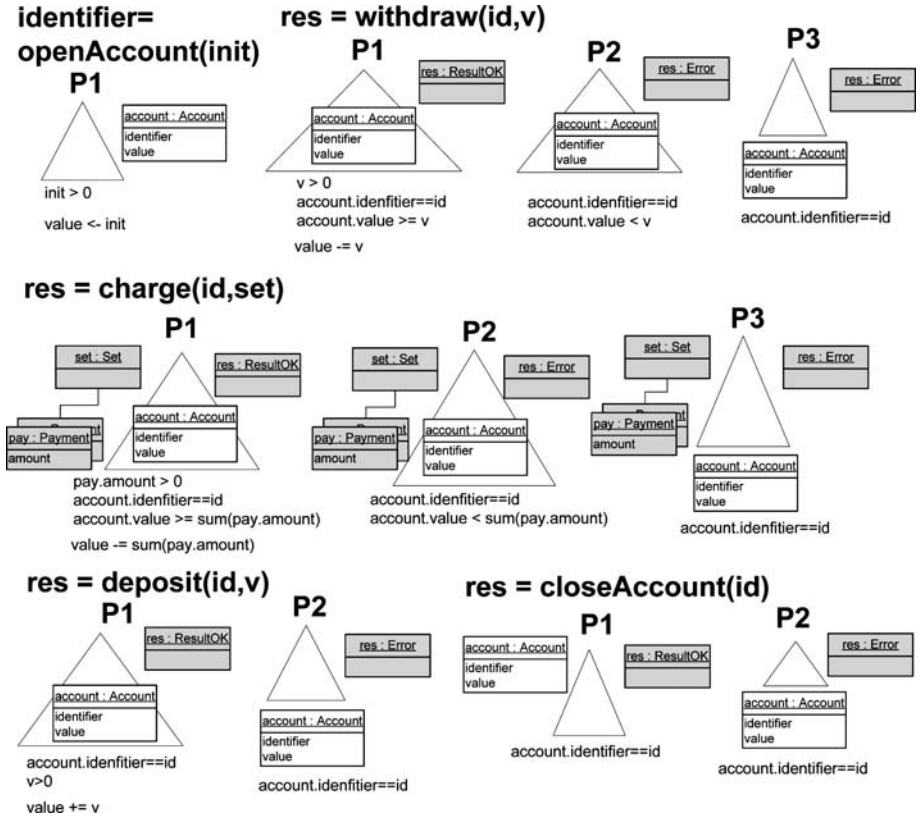 identifier=
openAccount(init)
P1
account : Account
identifier
value
init > 0
value <- init
res = withdraw(id,v)
P1
res : ResultOK
account : Account
identifier
value
v > 0
account.idenfitier==id
account.value >= v
value -= v
P2
res : Error
account : Account
identifier
value
account.idenfitier==id
account.value < v
P3
res : Error
account : Account
identifier
value
account.idenfitier==id
res = charge(id,set)
P1
set : Set
res : ResultOK
pay : Payment
amount
account : Account
identifier
value
pay.amount > 0
account.idenfitier==id
account.value >= sum(pay.amount)
value -= sum(pay.amount)
P2
set : Set
res : Error
pay : Payment
amount
account : Account
identifier
value
account.idenfitier==id
account.value < sum(pay.amount)
P3
set : Set
res : Error
pay : Payment
amount
account : Account
identifier
value
account.idenfitier==id
res = deposit(id,v)
P1
res : ResultOK
account : Account
identifier
value
account.idenfitier==id
v>0
value += v
P2
res : Error
account : Account
identifier
value
account.idenfitier==id
res = closeAccount(id)
P1
account : Account
identifier
value
res : ResultOK
account.identifier==id
P2
res : Error
account : Account
identifier
value
account.identifier==id